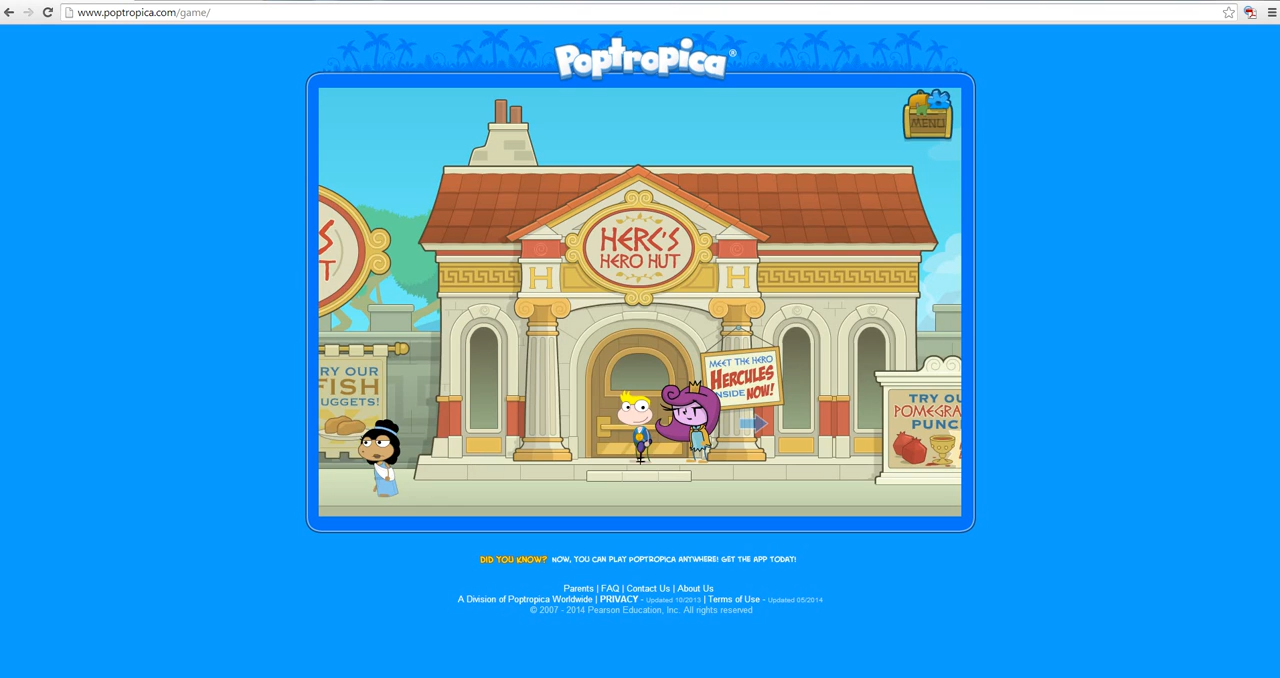 www.poptropica.com/game/
Poptropica®
MENU
HERC'S
HERO HUT
H H
S
T
MEET THE HERO
HERCULES
INSIDE NOW!
RY OUR
FISH
UGGETS!
TRY OU
POMEGRA
PUNC
DID YOU KNOW? NOW, YOU CAN PLAY POPTROPICA ANYWHERE! GET THE APP TODAY!
Parents | FAQ | Contact Us | About Us
A Division of Poptropica Worldwide | PRIVACY - Updated 10/2013 | Terms of Use - Updated 05/2014
© 2007 - 2014 Pearson Education, Inc. All rights reserved